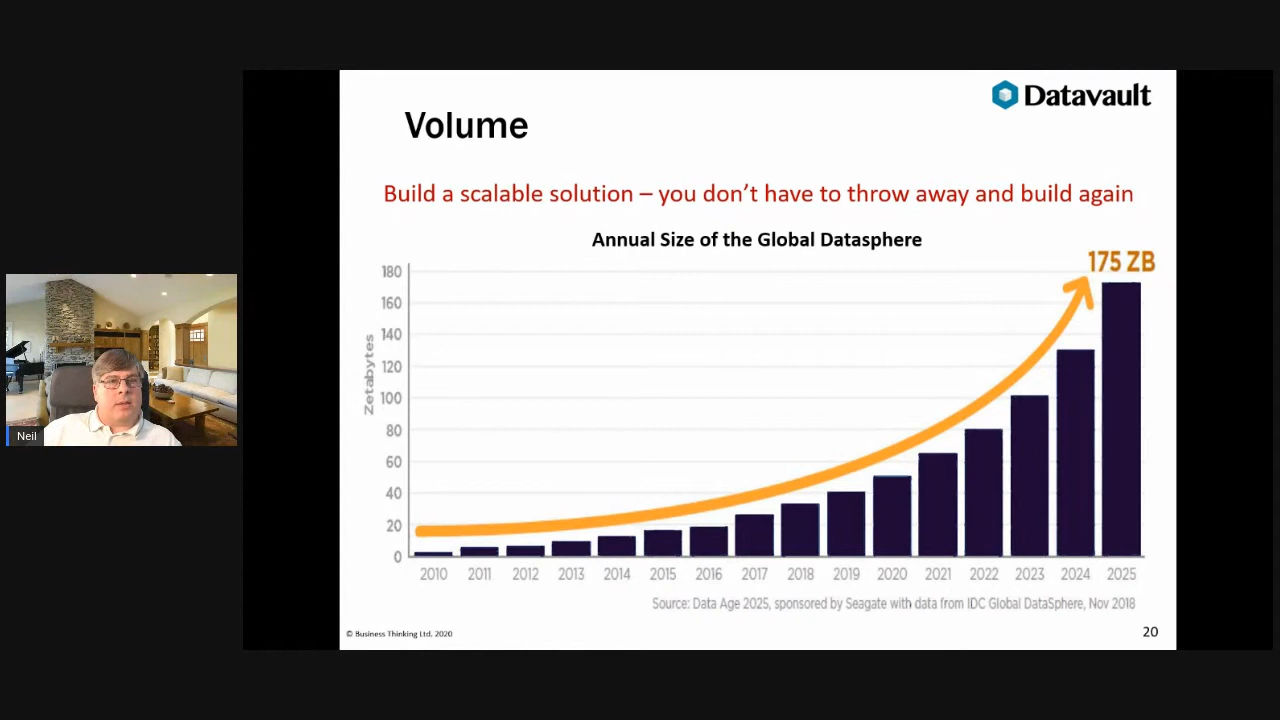 Datavault
Volume
Build a scalable solution – you don't have to throw away and build again
Annual Size of the Global Datasphere
175 ZB
180
160
140
120
100
80
60
40
20
0
Zetabytes
2010 2011 2012 2013 2014 2015 2016 2017 2018 2019 2020 2021 2022 2023 2024 2025
Source: Data Age 2025, sponsored by Seagate with data from IDC Global DataSphere, Nov 2018
© Business Thinking Ltd. 2020
20
Neil